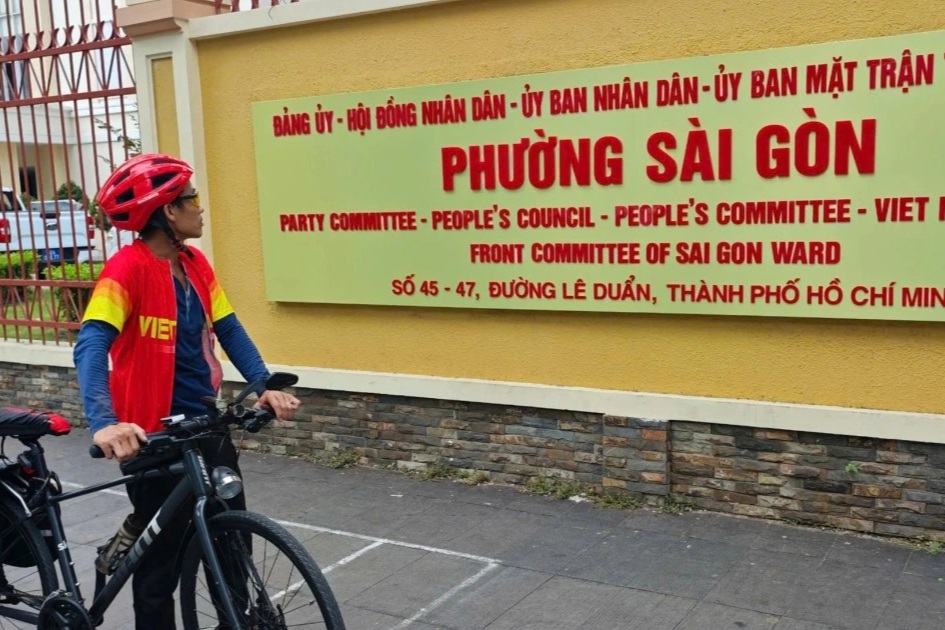 ĐẢNG ỦY - HỘI ĐỒNG NHÂN DÂN - ỦY BAN NHÂN DÂN - ỦY BAN MẶT TRẬN
PHƯỜNG SÀI GÒN
PARTY COMMITTEE - PEOPLE'S COUNCIL - PEOPLE'S COMMITTEE - VIET
FRONT COMMITTEE OF SAI GON WARD
SỐ 45 - 47, ĐƯỜNG LÊ DUẨN, THÀNH PHỐ HỒ CHÍ MIN
VIET